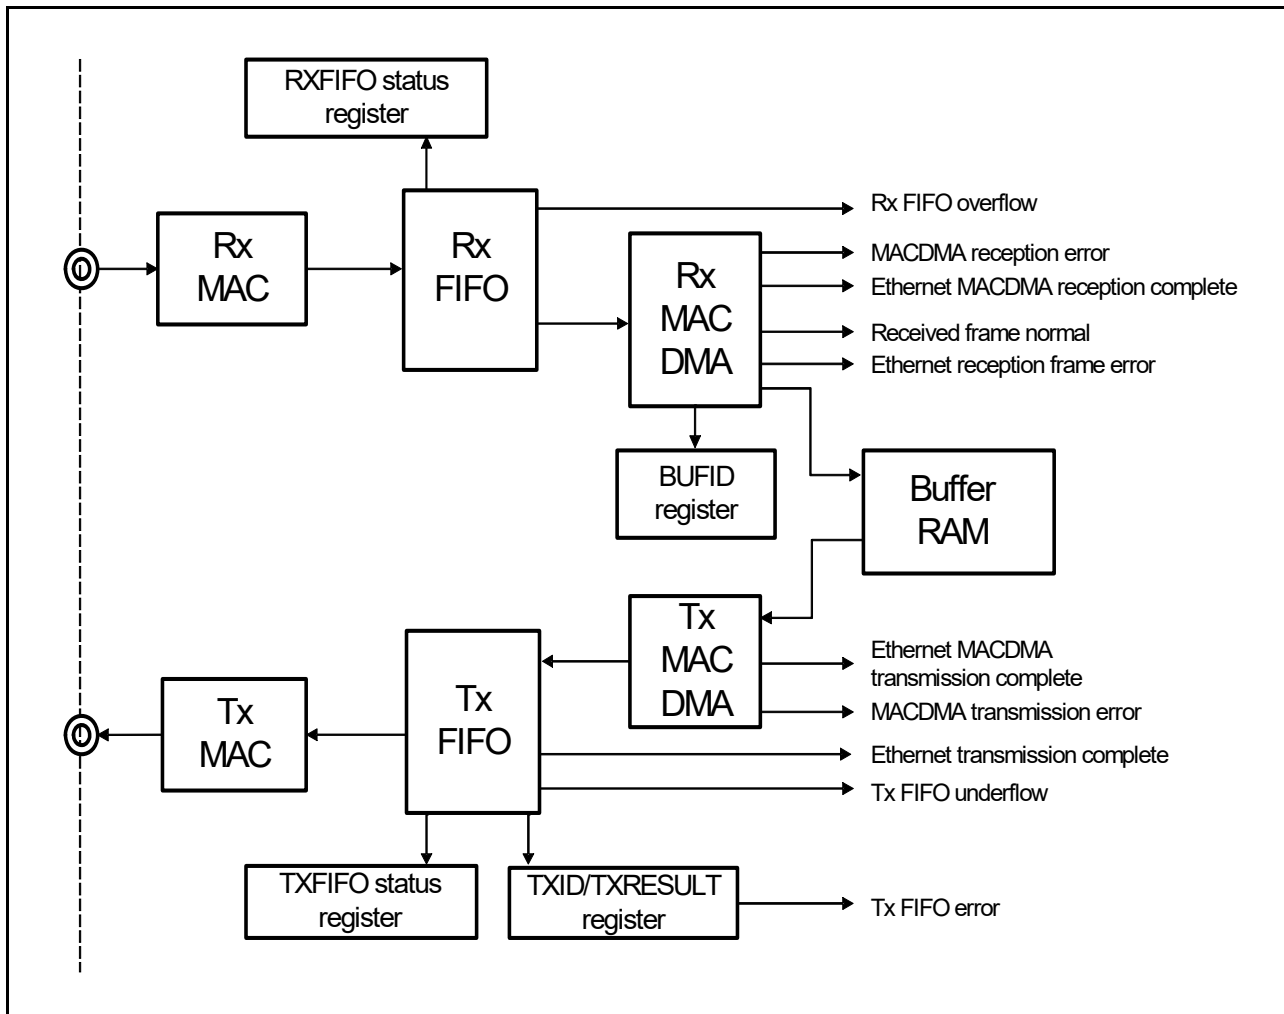 RXFIFO status
register
Rx FIFO overflow
Rx
MAC
Rx
FIFO
Rx
MAC
DMA
MACDMA reception error
Ethernet MACDMA reception complete
Received frame normal
Ethernet reception frame error
BUFID
register
Buffer
RAM
Tx
MAC
DMA
Ethernet MACDMA
transmission complete
MACDMA transmission error
Tx
FIFO
Tx
MAC
Ethernet transmission complete
Tx FIFO underflow
TXFIFO status
register
TXID/TXRESULT
register
Tx FIFO error